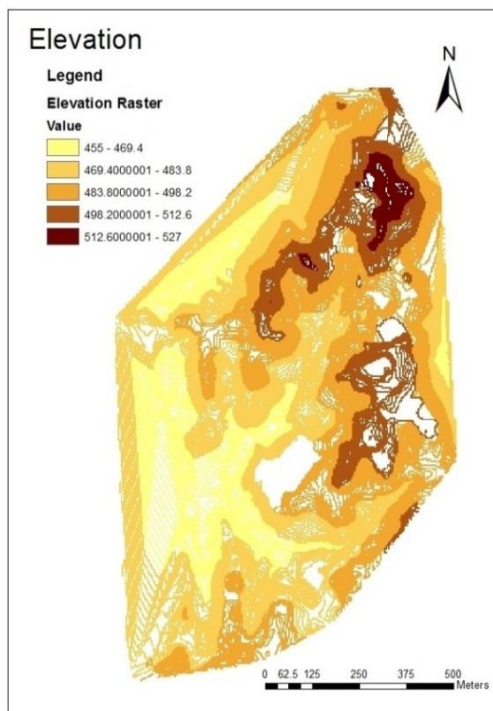 Elevation
N
Legend
Elevation Raster
Value
455 - 469.4
469.4000001 - 483.8
483.8000001 - 498.2
498.2000001 - 512.6
512.6000001 - 527
0 62.5 125 250 375 500
Meters